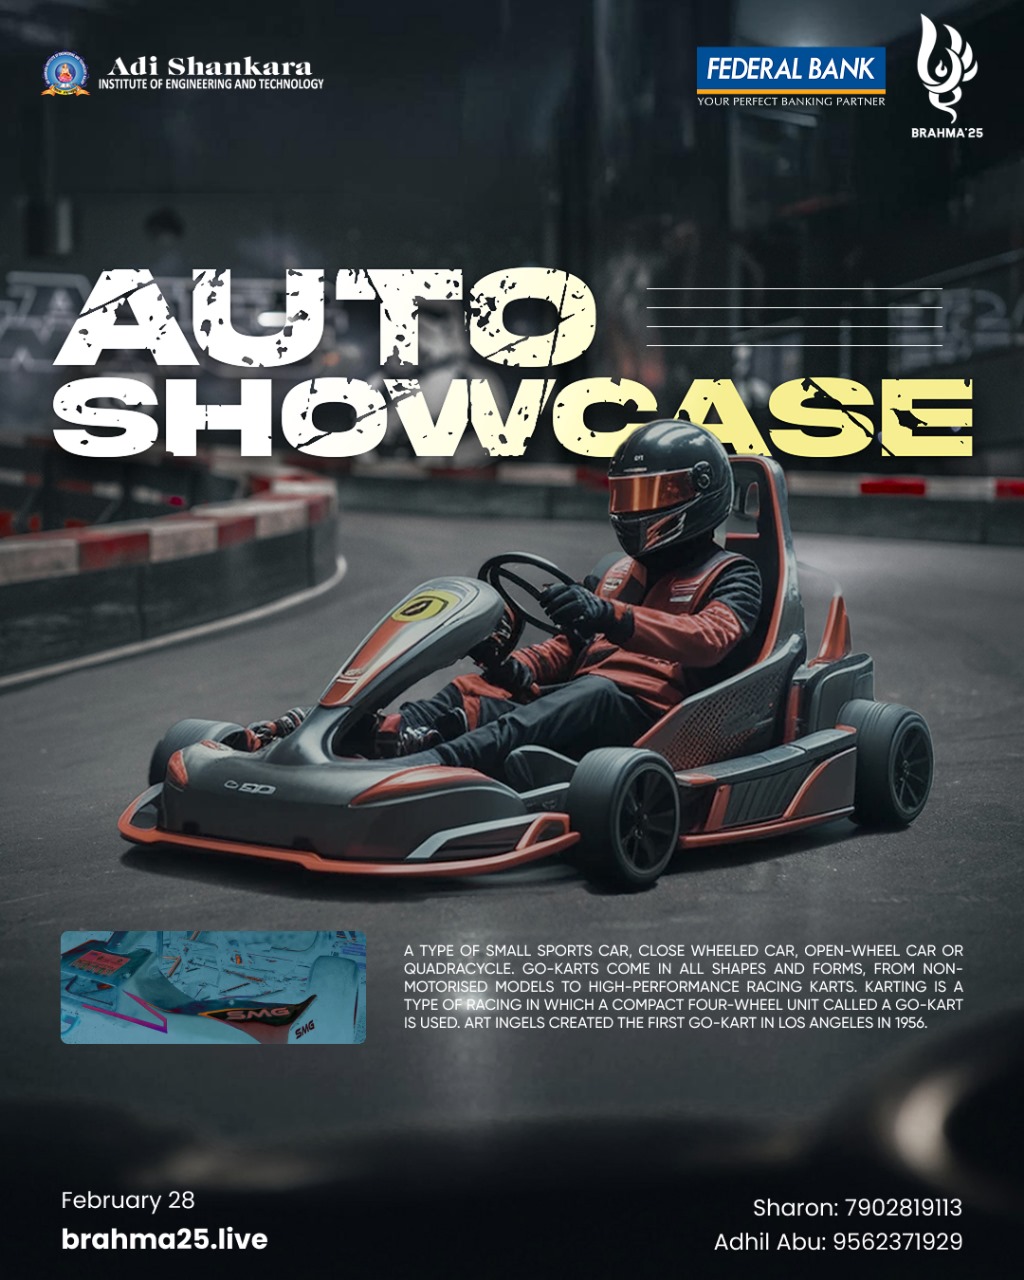 Adi Shankara
INSTITUTE OF ENGINEERING AND TECHNOLOGY
FEDERAL BANK
YOUR PERFECT BANKING PARTNER
BRAHMA'25
AUTO
SHOWCASE
SMG
SMG
A TYPE OF SMALL SPORTS CAR, CLOSE WHEELED CAR, OPEN-WHEEL CAR OR
QUADRACYCLE. GO-KARTS COME IN ALL SHAPES AND FORMS, FROM NON-
MOTORISED MODELS TO HIGH-PERFORMANCE RACING KARTS. KARTING IS A
TYPE OF RACING IN WHICH A COMPACT FOUR-WHEEL UNIT CALLED A GO-KART
IS USED. ART INGELS CREATED THE FIRST GO-KART IN LOS ANGELES IN 1956.
February 28
brahma25.live
Sharon: 7902819113
Adhil Abu: 9562371929